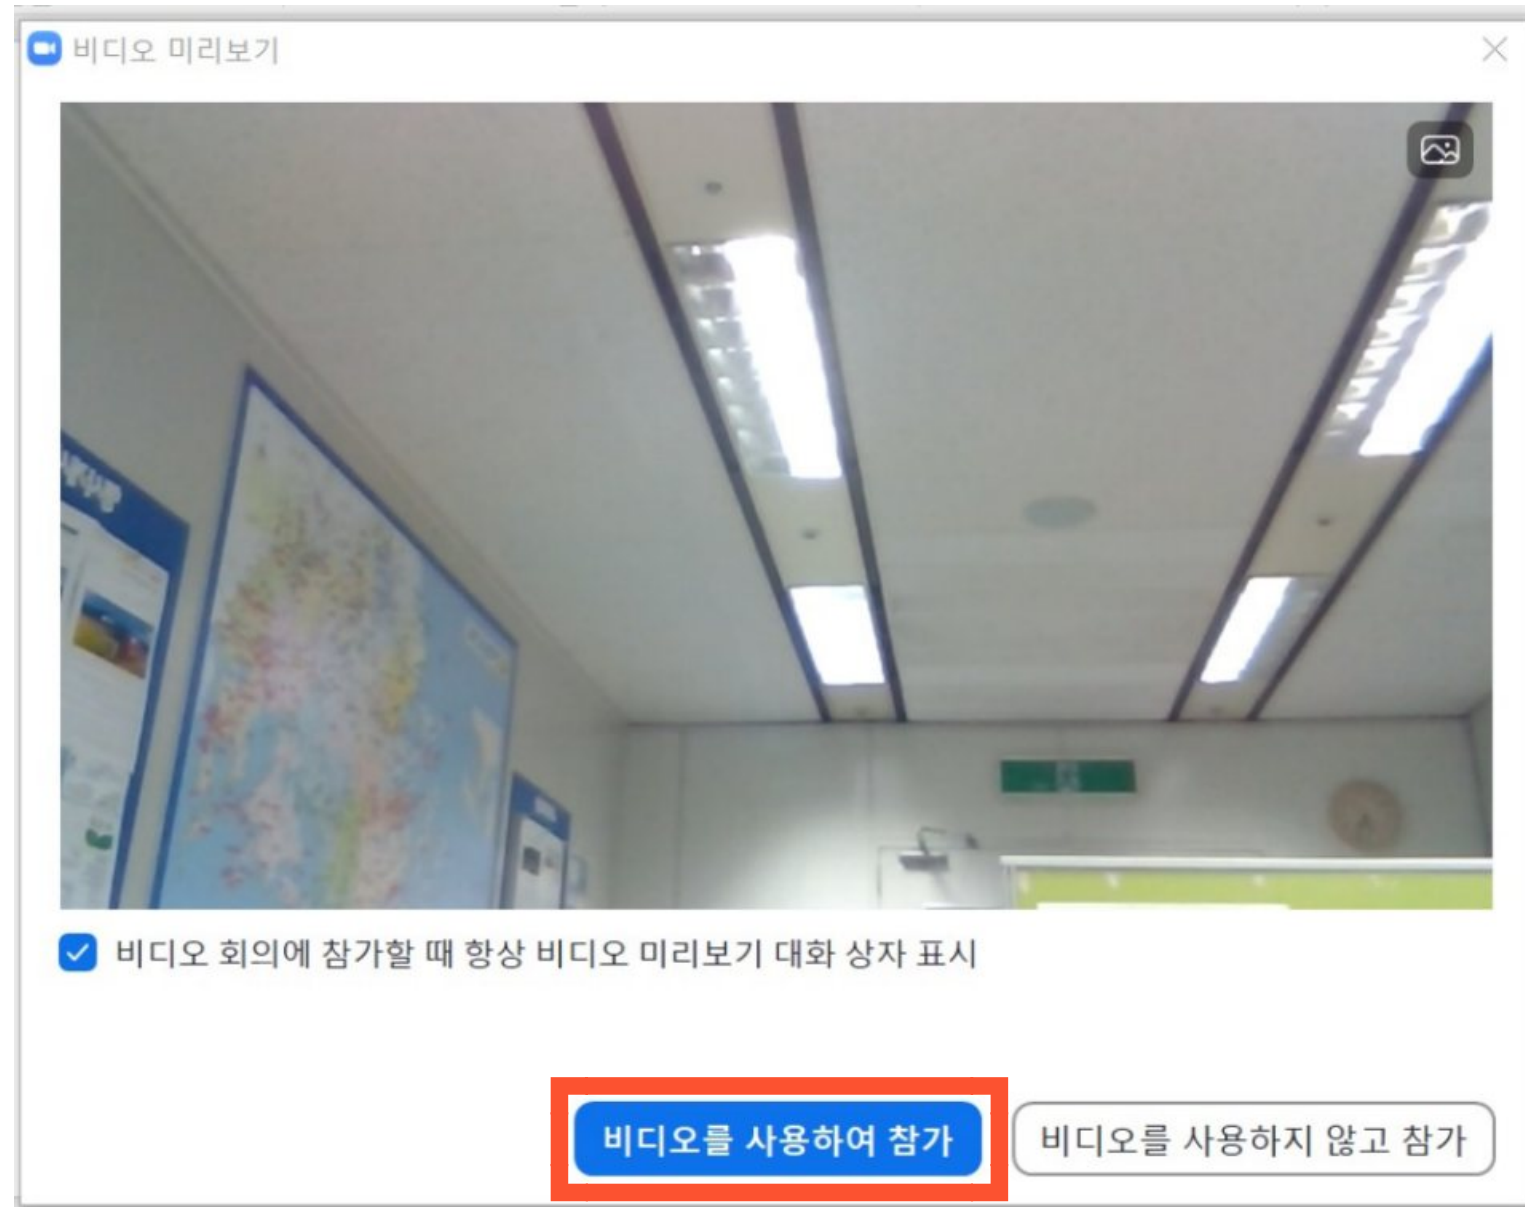 비디오 미리보기
비디오 회의에 참가할 때 항상 비디오 미리보기 대화 상자 표시
비디오를 사용하여 참가
비디오를 사용하지 않고 참가